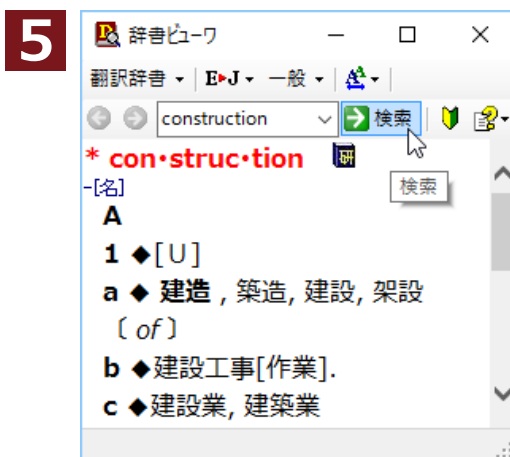 5
辞書ビューワ
翻訳辞書 E▸J 一般
construction 検索
* con・struc・tion 研
-[名]
検索
A
1 ◆[U]
a ◆ 建造 , 築造, 建設, 架設
〔 of 〕
b ◆建設工事[作業].
c ◆建設業, 建築業